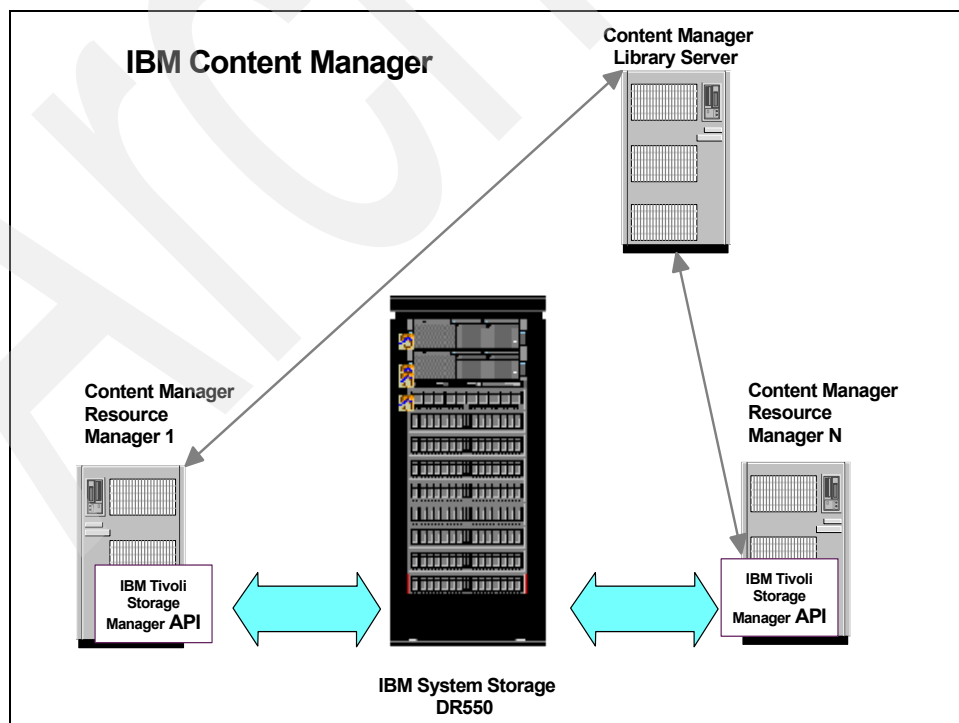 IBM Content Manager
Content Manager
Library Server
Content Manager
Resource
Manager 1
Content Manager
Resource
Manager N
IBM Tivoli
Storage
Manager API
IBM Tivoli
Storage
Manager API
IBM System Storage
DR550